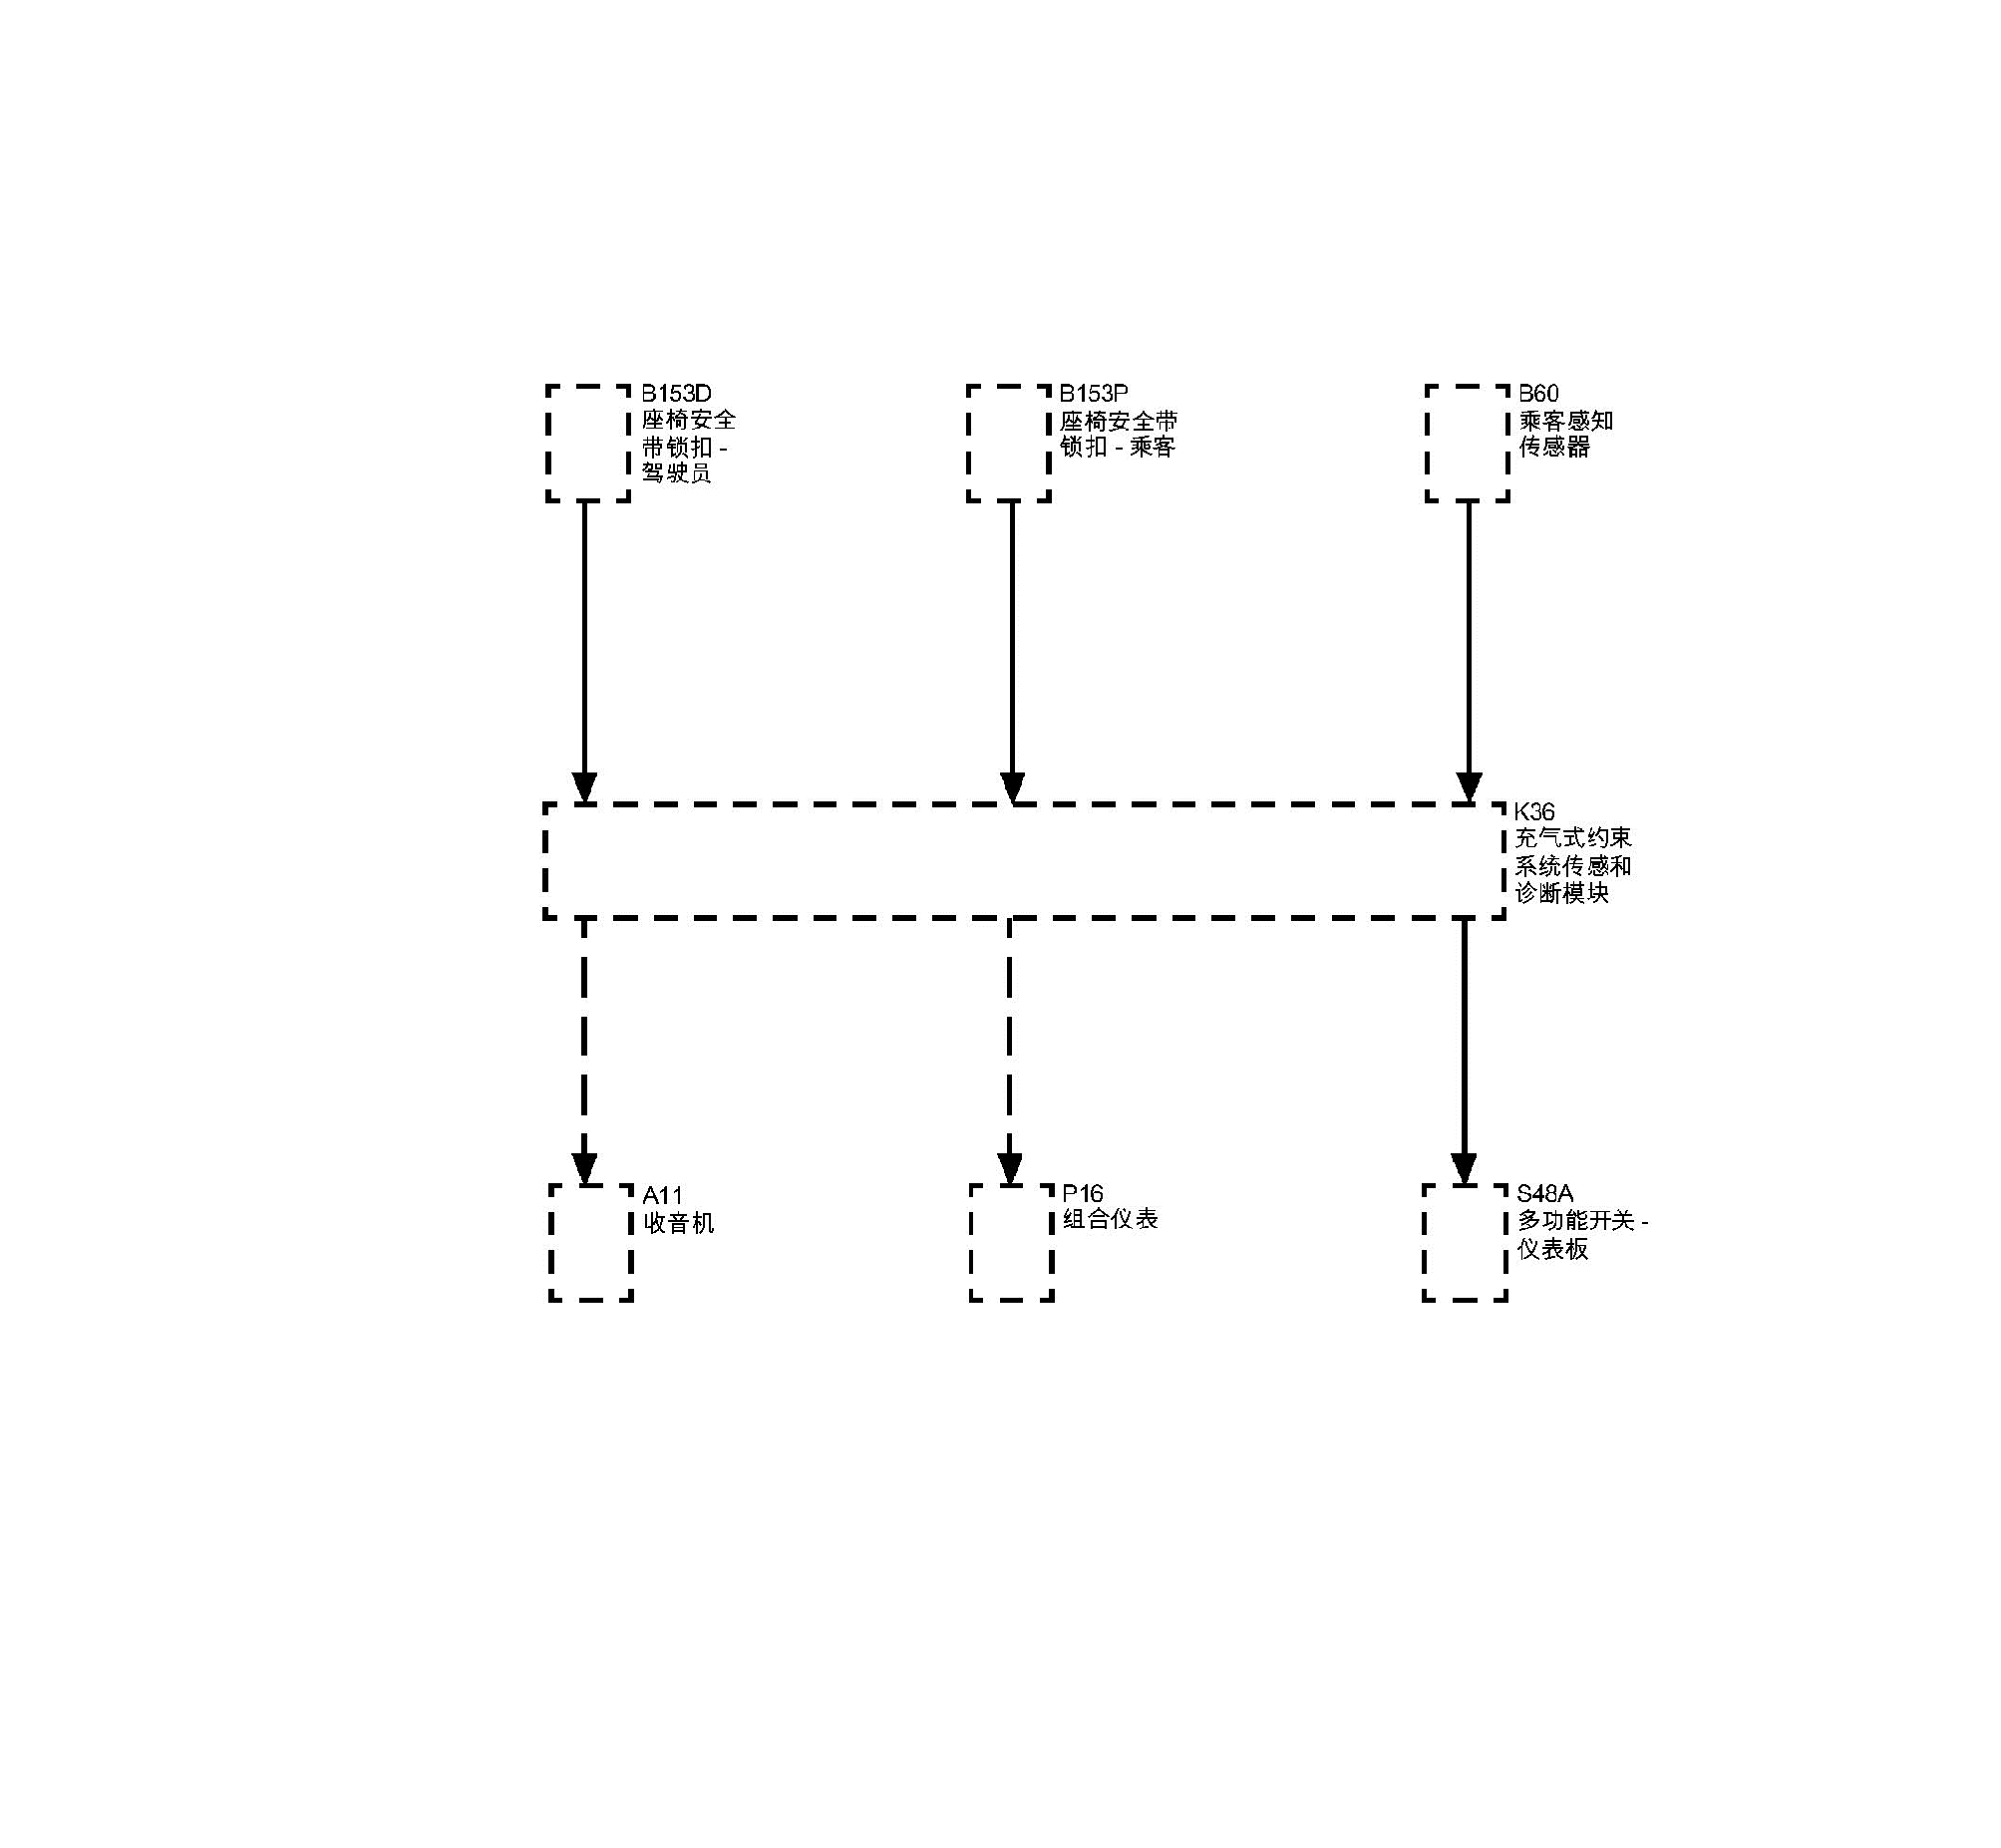 B153D
座椅安全
带锁扣 -
驾驶员
B153P
座椅安全带
锁扣 - 乘客
B60
乘客感知
传感器
K36
充气式约束
系统传感和
诊断模块
A11
收音机
P16
组合仪表
S48A
多功能开关 -
仪表板